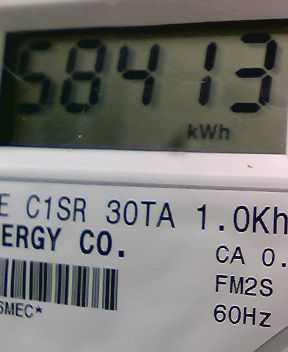 58413
kWh
E C1SR 30TA 1.0Kh
ERGY CO.
CA 0.
FM2S
SMEC*
60Hz